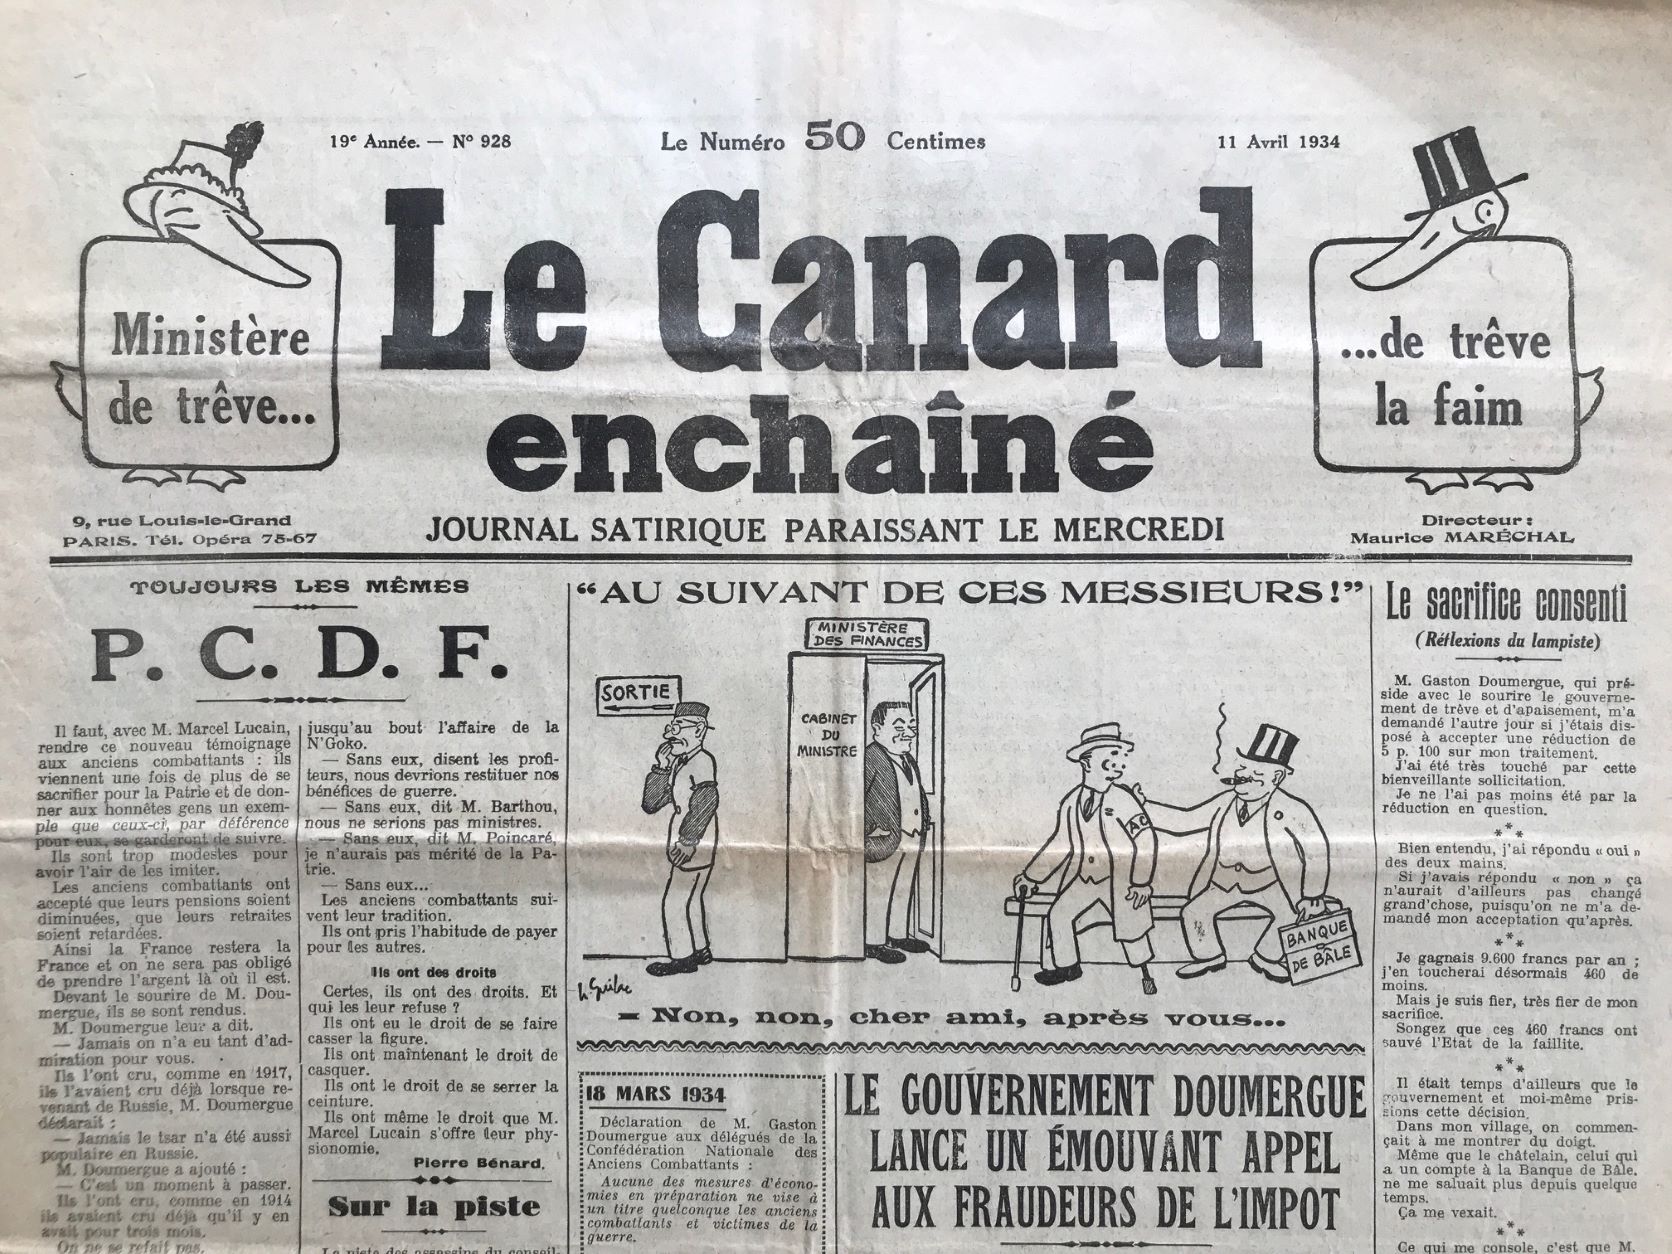 19e Année. — N° 928
Le Numéro 50 Centimes
11 Avril 1934
Ministère
de trêve...
Le Canard
enchaîné
...de trêve
la faim
9, rue Louis-le-Grand
PARIS. Tél. Opéra 75-67
JOURNAL SATIRIQUE PARAISSANT LE MERCREDI
Directeur :
Maurice MARÉCHAL
TOUJOURS LES MÊMES
P. C. D. F.
Il faut, avec M. Marcel Lucain,
rendre ce nouveau témoignage
aux anciens combattants : ils
viennent une fois de plus de se
sacrifier pour la Patrie et de don-
ner aux honnêtes gens un exem-
ple que ceux-ci, par déférence
pour eux, se garderont de suivre.
Ils sont trop modestes pour
avoir l'air de les imiter.
Les anciens combattants ont
accepté que leurs pensions soient
diminuées, que leurs retraites
soient retardées.
Ainsi la France restera la
France et on ne sera pas obligé
de prendre l'argent là où il est.
Devant le sourire de M. Dou-
mergue, ils se sont rendus.
M. Doumergue leur a dit.
— Jamais on n'a eu tant d'ad-
miration pour vous.
Ils l'ont cru, comme en 1917,
ils l'avaient cru déjà lorsque re-
venant de Russie, M. Doumergue
déclarait :
— Jamais le tsar n'a été aussi
populaire en Russie.
M. Doumergue a ajouté :
— C'est un moment à passer.
Ils l'ont cru, comme en 1914
ils avaient cru déjà qu'il y en
avait pour trois mois.
On ne se refait pas.
jusqu'au bout l'affaire de la
N'Goko.
— Sans eux, disent les profi-
teurs, nous devrions restituer nos
bénéfices de guerre.
— Sans eux, dit M. Barthou,
nous ne serions pas ministres.
— Sans eux, dit M. Poincaré,
je n'aurais pas mérité de la Pa-
trie.
— Sans eux...
Les anciens combattants sui-
vent leur tradition.
Ils ont pris l'habitude de payer
pour les autres.
Ils ont des droits
Certes, ils ont des droits. Et
qui les leur refuse ?
Ils ont eu le droit de se faire
casser la figure.
Ils ont maintenant le droit de
casquer.
Ils ont le droit de se serrer la
ceinture.
Ils ont même le droit que M.
Marcel Lucain s'offre leur phy-
sionomie.
Pierre Bénard.
Sur la piste
La piste des assassins du conseil-
“AU SUIVANT DE CES MESSIEURS !”
MINISTÈRE
DES FINANCES
SORTIE
CABINET
DU
MINISTRE
AC
BANQUE
DE BÂLE
h. Guilac
— Non, non, cher ami, après vous...
18 MARS 1934
Déclaration de M. Gaston
Doumergue aux délégués de la
Confédération Nationale des
Anciens Combattants :
Aucune des mesures d'écono-
mies en préparation ne vise à
un titre quelconque les anciens
combattants et victimes de la
guerre.
LE GOUVERNEMENT DOUMERGUE
LANCE UN ÉMOUVANT APPEL
AUX FRAUDEURS DE L'IMPOT
Le sacrifice consenti
(Réflexions du lampiste)
M. Gaston Doumergue, qui pré-
side avec le sourire le gouverne-
ment de trêve et d'apaisement, m'a
demandé l'autre jour si j'étais dis-
posé à accepter une réduction de
5 p. 100 sur mon traitement.
J'ai été très touché par cette
bienveillante sollicitation.
Je ne l'ai pas moins été par la
réduction en question.
***
Bien entendu, j'ai répondu « oui »
des deux mains.
Si j'avais répondu « non » ça
n'aurait d'ailleurs pas changé
grand'chose, puisqu'on ne m'a de-
mandé mon acceptation qu'après.
***
Je gagnais 9.600 francs par an ;
j'en toucherai désormais 460 de
moins.
Mais je suis fier, très fier de mon
sacrifice.
Songez que ces 460 francs ont
sauvé l'Etat de la faillite.
***
Il était temps d'ailleurs que le
gouvernement et moi-même pris-
sions cette décision.
Dans mon village, on commen-
çait à me montrer du doigt.
Même que le châtelain, celui qui
a un compte à la Banque de Bâle.
ne me saluait plus depuis quelque
temps.
Ça me vexait.
***
Ce qui me console, c'est que M.